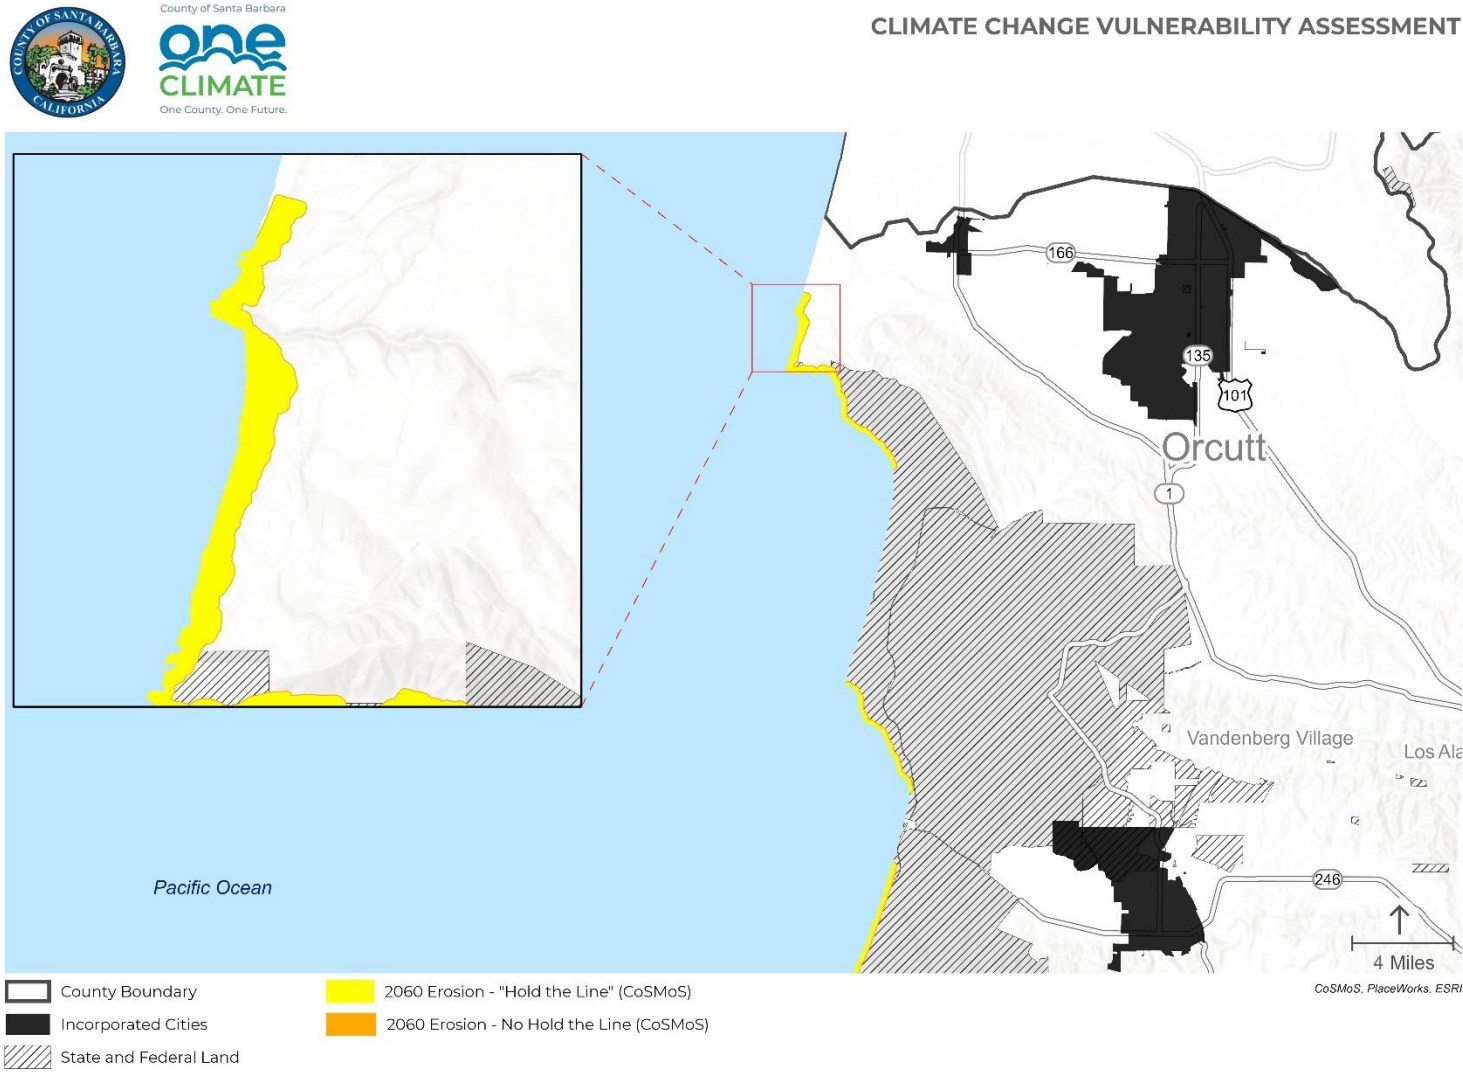 COUNTY OF SANTA BARBARA
CALIFORNIA
County of Santa Barbara
one
CLIMATE
One County. One Future.
CLIMATE CHANGE VULNERABILITY ASSESSMENT
166
135
101
Orcutt
1
Vandenberg Village
Los Ala
Pacific Ocean
246
4 Miles
CoSMoS, PlaceWorks, ESRI
County Boundary
2060 Erosion - "Hold the Line" (CoSMoS)
Incorporated Cities
2060 Erosion - No Hold the Line (CoSMoS)
State and Federal Land